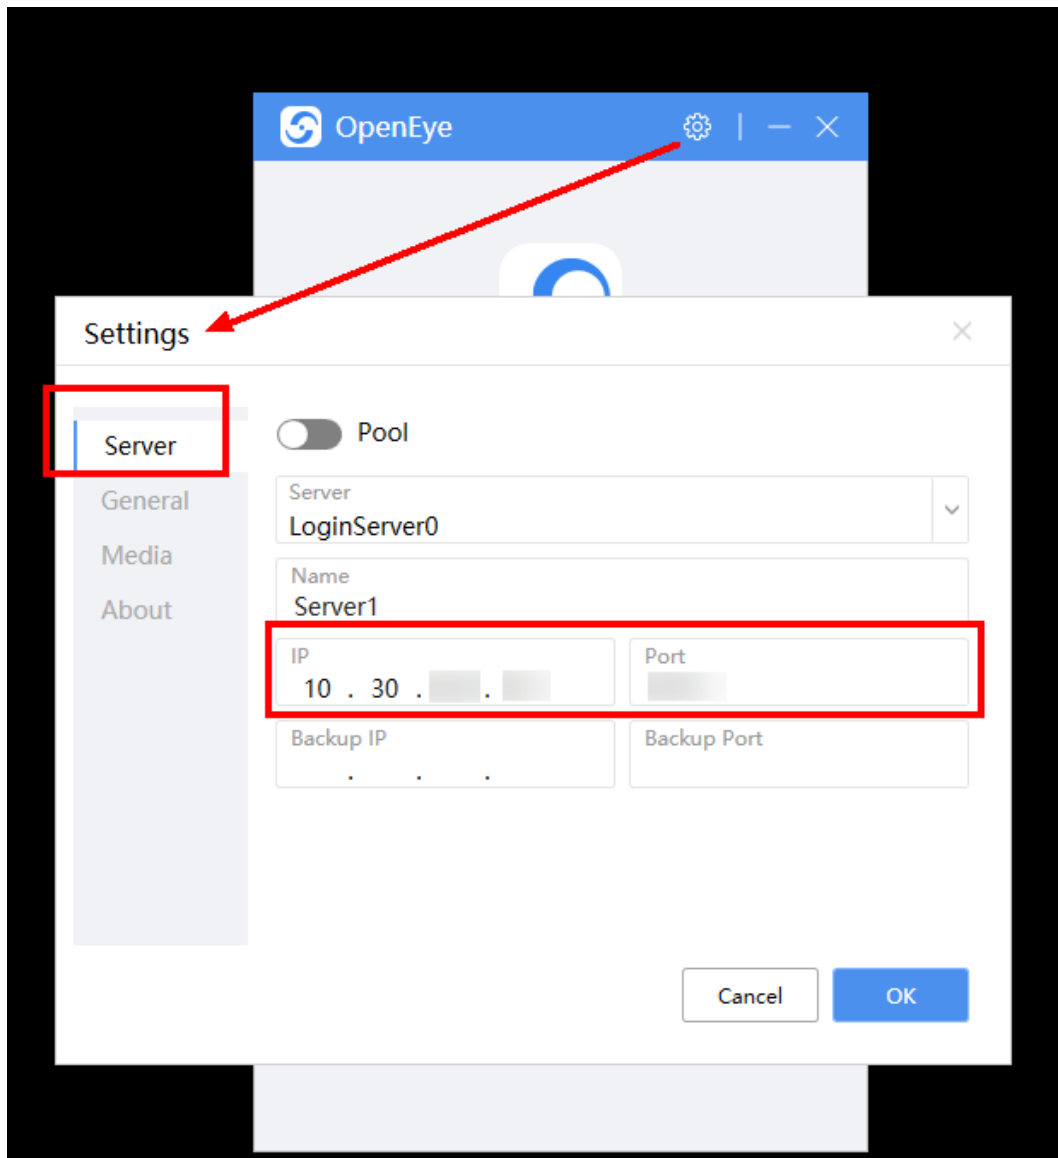 OpenEye
Settings
Server
General
Media
About
Pool
Server
LoginServer0
Name
Server1
IP
10 . 30 . .
Port
Backup IP
. . .
Backup Port
Cancel
OK